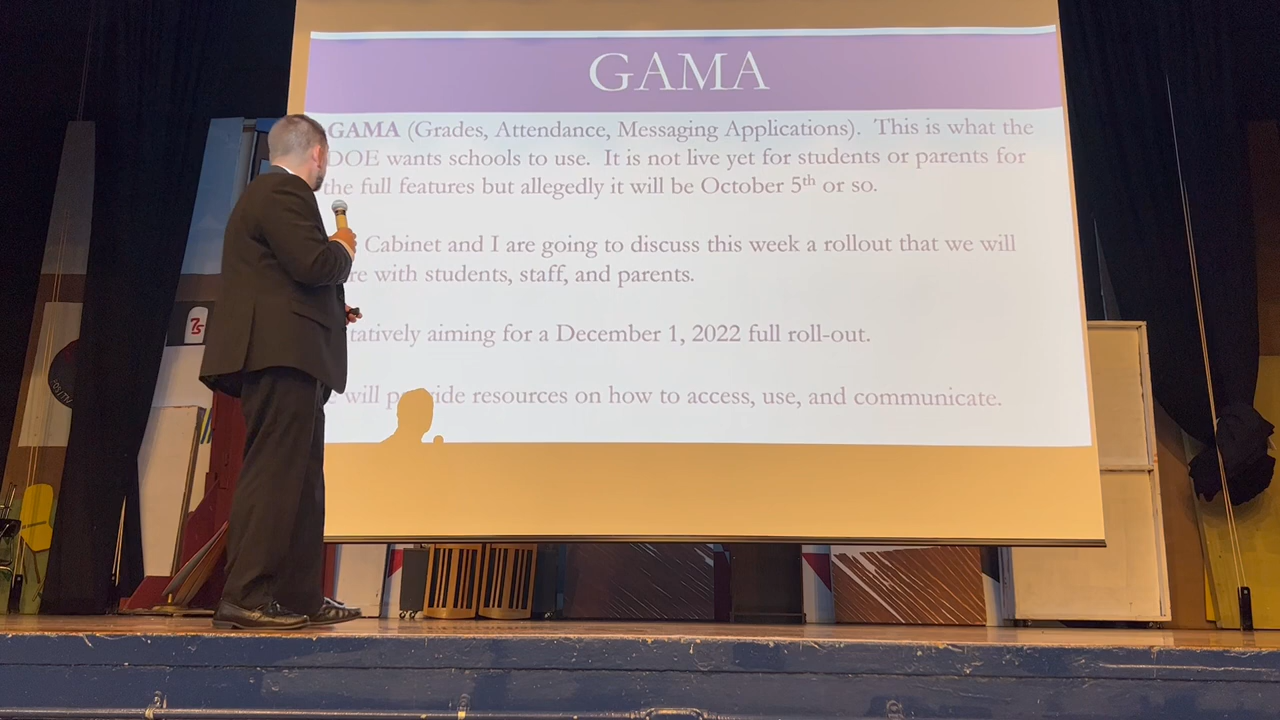 GAMA
GAMA (Grades, Attendance, Messaging Applications). This is what the
DOE wants schools to use. It is not live yet for students or parents for
the full features but allegedly it will be October 5th or so.
Cabinet and I are going to discuss this week a rollout that we will
with students, staff, and parents.
aiming for a December 1, 2022 full roll-out.
will provide resources on how to access, use, and communicate.